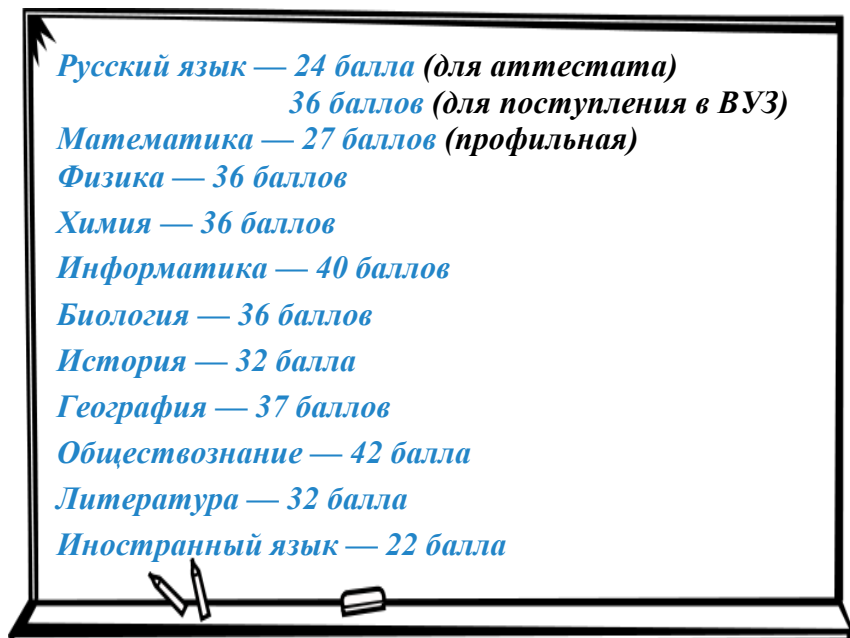 Русский язык — 24 балла (для аттестата)
36 баллов (для поступления в ВУЗ)
Математика — 27 баллов (профильная)
Физика — 36 баллов
Химия — 36 баллов
Информатика — 40 баллов
Биология — 36 баллов
История — 32 балла
География — 37 баллов
Обществознание — 42 балла
Литература — 32 балла
Иностранный язык — 22 балла